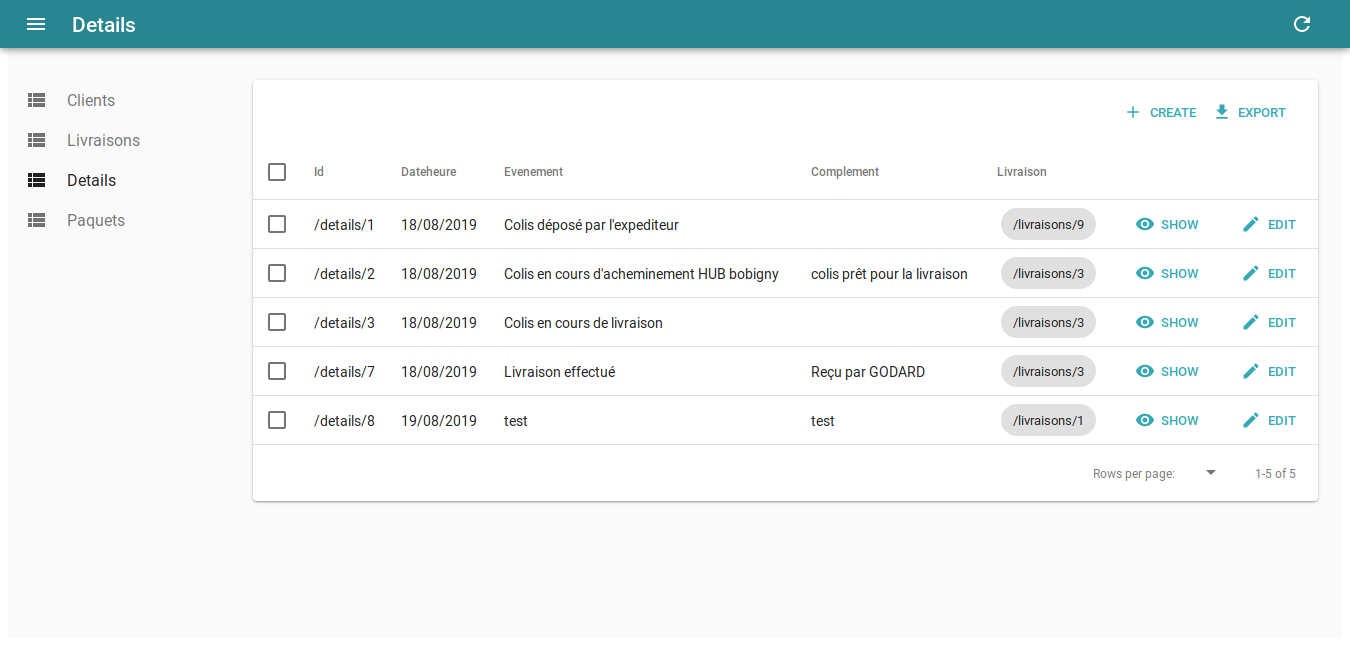 Details
Clients
Livraisons
Details
Paquets
CREATE EXPORT
Id Dateheure Evenement Complement Livraison
/details/1 18/08/2019 Colis déposé par l'expediteur /livraisons/9 SHOW EDIT
/details/2 18/08/2019 Colis en cours d'acheminement HUB bobigny colis prêt pour la livraison /livraisons/3 SHOW EDIT
/details/3 18/08/2019 Colis en cours de livraison /livraisons/3 SHOW EDIT
/details/7 18/08/2019 Livraison effectué Reçu par GODARD /livraisons/3 SHOW EDIT
/details/8 19/08/2019 test test /livraisons/1 SHOW EDIT
Rows per page: 1-5 of 5